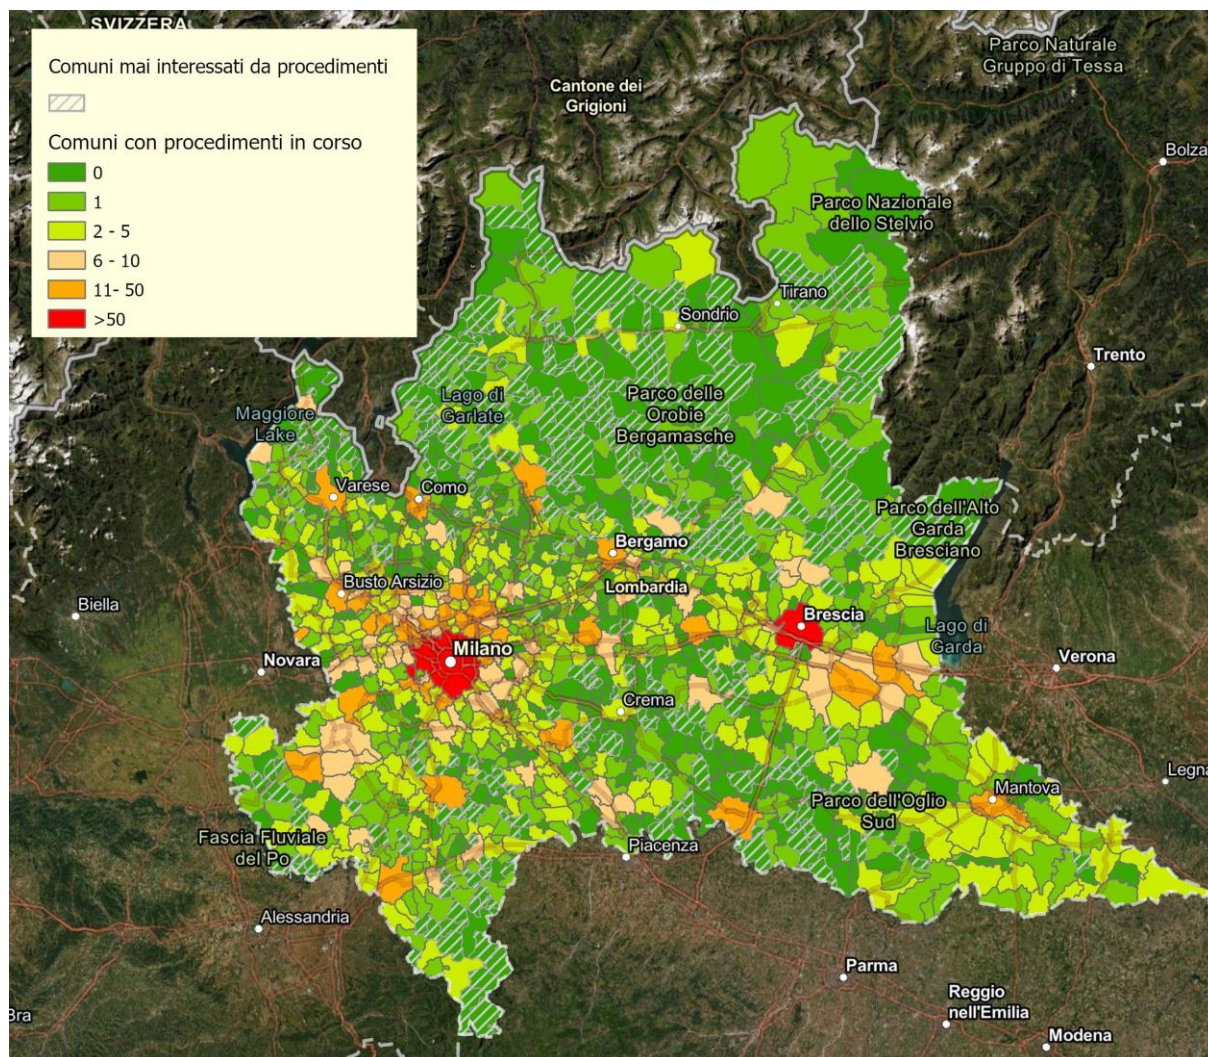 SVIZZERA
Comuni mai interessati da procedimenti
Comuni con procedimenti in corso
0
1
2 - 5
6 - 10
11- 50
>50
Parco Naturale
Gruppo di Tessa
Cantone dei
Grigioni
Bolza
Parco Nazionale
dello Stelvio
Tirano
Sondrio
Trento
Lago di
Garlate
Parco delle
Orobie
Bergamasche
Maggiore
Lake
Varese
Como
Parco dell'Alto
Garda
Bresciano
Bergamo
Busto Arsizio
Lombardia
Biella
Brescia
Lago di
Garda
Milano
Novara
Verona
Crema
Legna
Mantova
Parco dell'Oglio
Sud
Fascia Fluviale
del Po
Piacenza
Alessandria
Parma
Reggio
nell'Emilia
Bra
Modena